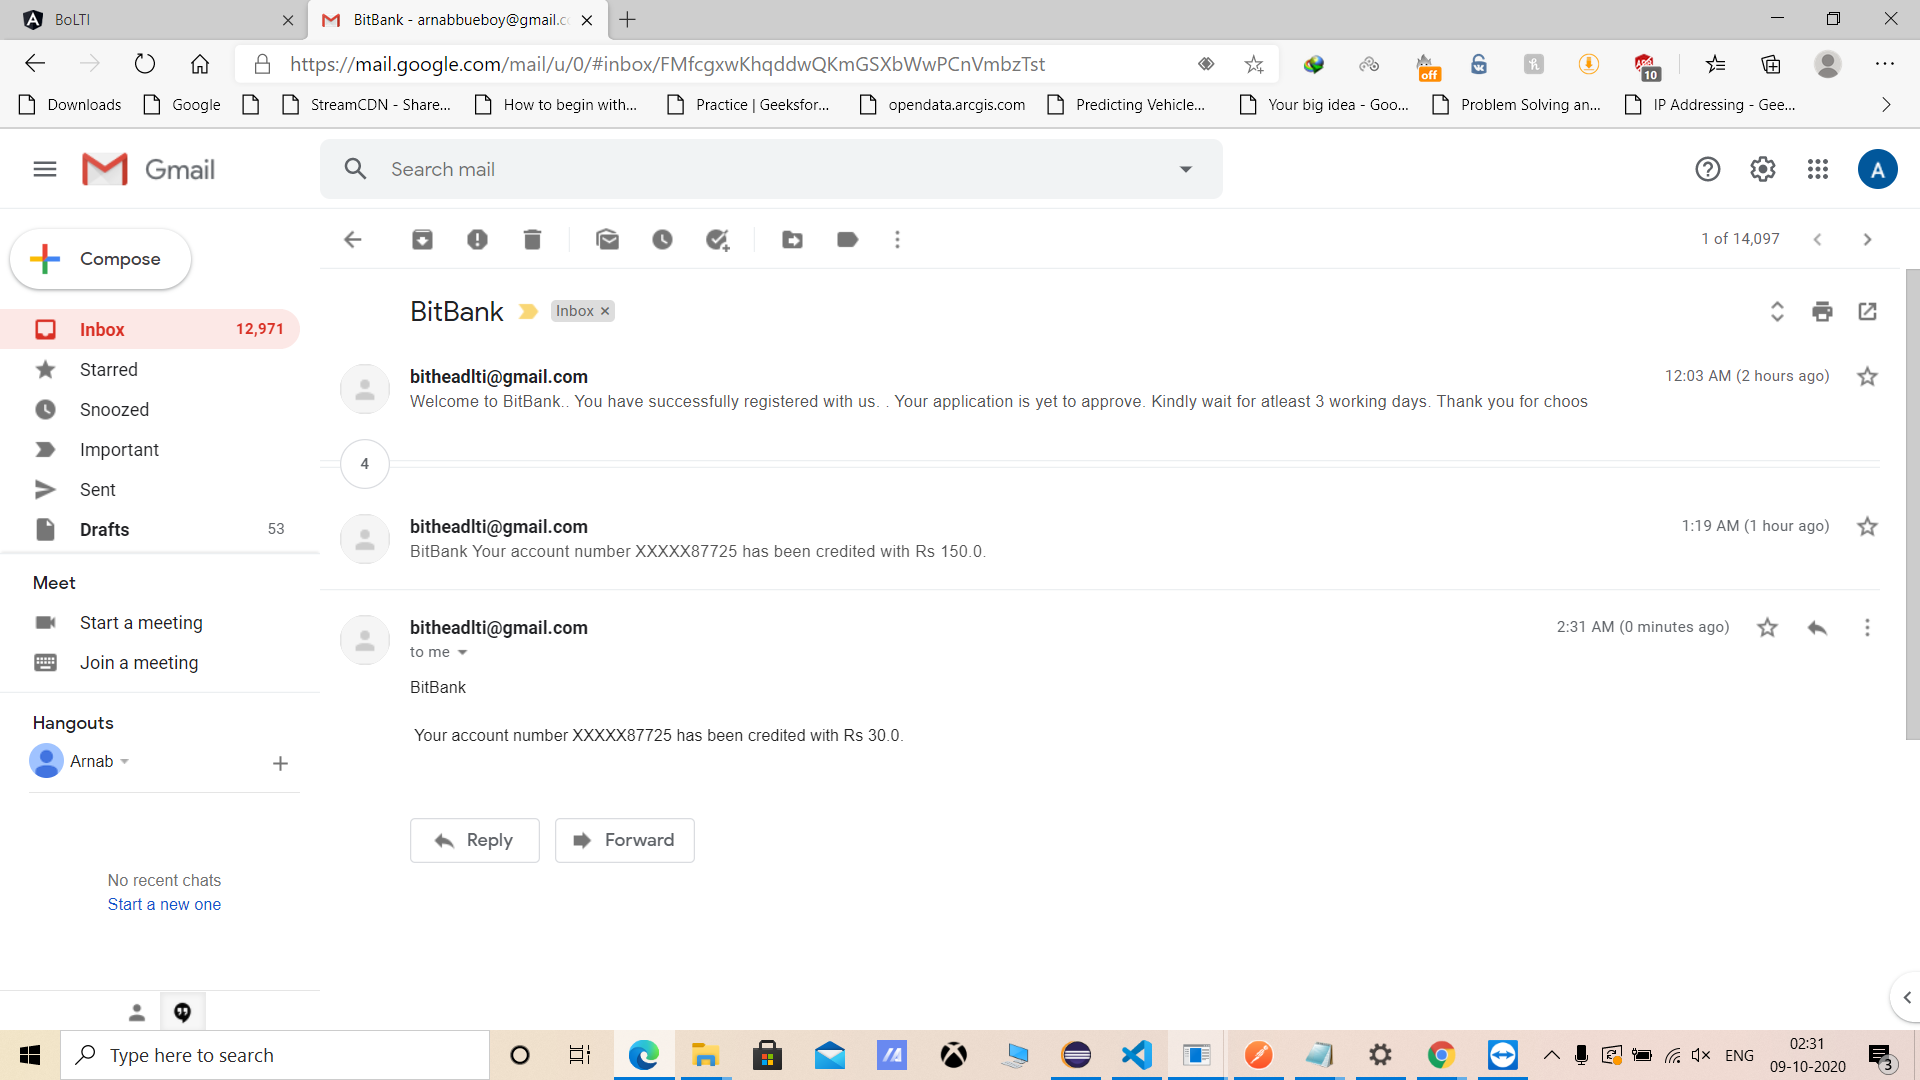 BoLTI
BitBank - arnabbueboy@gmail.co
https://mail.google.com/mail/u/0/#inbox/FMfcgxwKhqddwQKmGSXbWwPCnVmbzTst
off
10
Downloads
Google
StreamCDN - Share...
How to begin with...
Practice | Geeksfor...
opendata.arcgis.com
Predicting Vehicle...
Your big idea - Goo...
Problem Solving an...
IP Addressing - Gee...
Gmail
Search mail
A
Compose
1 of 14,097
Inbox 12,971
Starred
Snoozed
Important
Sent
Drafts 53
Meet
Start a meeting
Join a meeting
Hangouts
Arnab
No recent chats
Start a new one
BitBank
Inbox ×
bitheadlti@gmail.com
12:03 AM (2 hours ago)
Welcome to BitBank.. You have successfully registered with us. . Your application is yet to approve. Kindly wait for atleast 3 working days. Thank you for choos
4
bitheadlti@gmail.com
1:19 AM (1 hour ago)
BitBank Your account number XXXXX87725 has been credited with Rs 150.0.
bitheadlti@gmail.com
2:31 AM (0 minutes ago)
to me
BitBank
Your account number XXXXX87725 has been credited with Rs 30.0.
Reply
Forward
Type here to search
ENG
02:31
09-10-2020
3